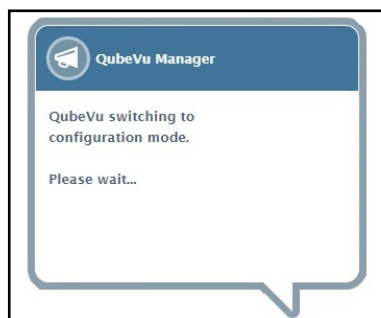 QubeVu Manager
QubeVu switching to
configuration mode.
Please wait...